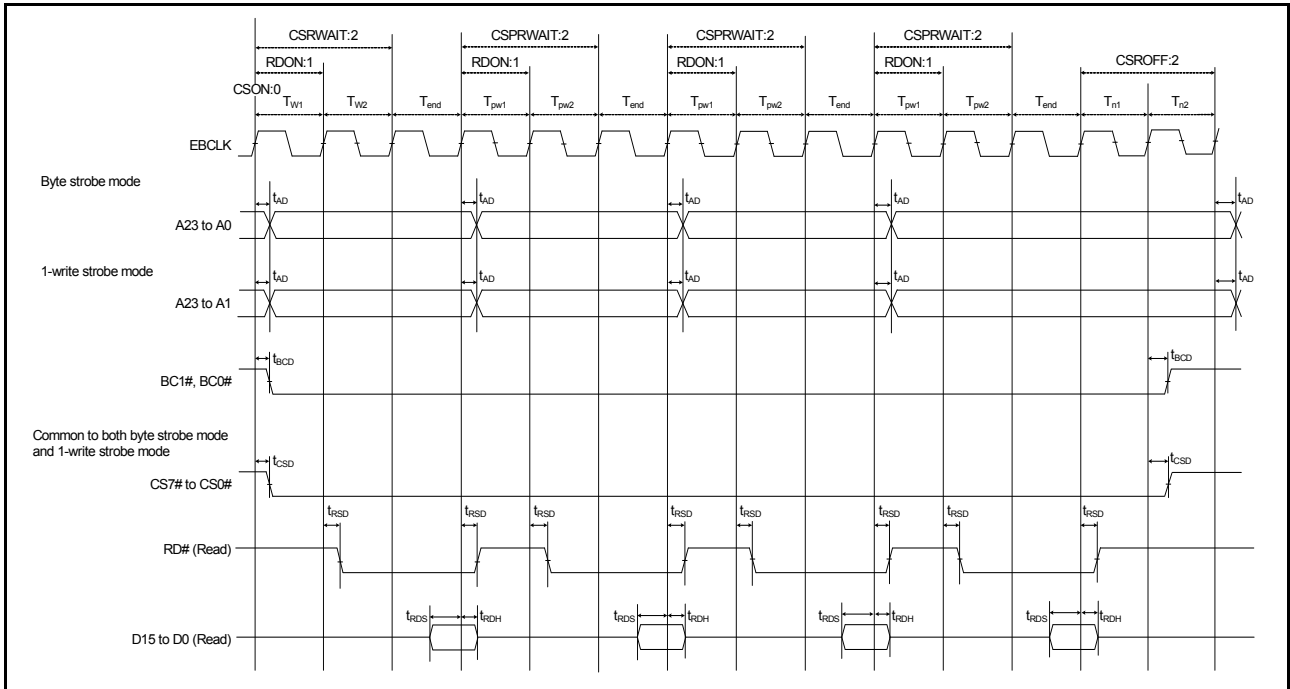 CSRWAIT:2 CSPRWAIT:2 CSPRWAIT:2 CSPRWAIT:2
RDON:1 RDON:1 RDON:1 RDON:1 CSROFF:2
CSON:0
TW1 TW2 Tend Tpw1 Tpw2 Tend Tpw1 Tpw2 Tend Tpw1 Tpw2 Tend Tn1 Tn2
EBCLK
Byte strobe mode
tAD tAD tAD tAD tAD
A23 to A0
1-write strobe mode
tAD tAD tAD tAD tAD
A23 to A1
tBCD tBCD
BC1#, BC0#
Common to both byte strobe mode
and 1-write strobe mode
tCSD tCSD
CS7# to CS0#
tRSD tRSD tRSD tRSD tRSD tRSD tRSD tRSD
RD# (Read)
tRDS tRDH tRDS tRDH tRDS tRDH tRDS tRDH
D15 to D0 (Read)